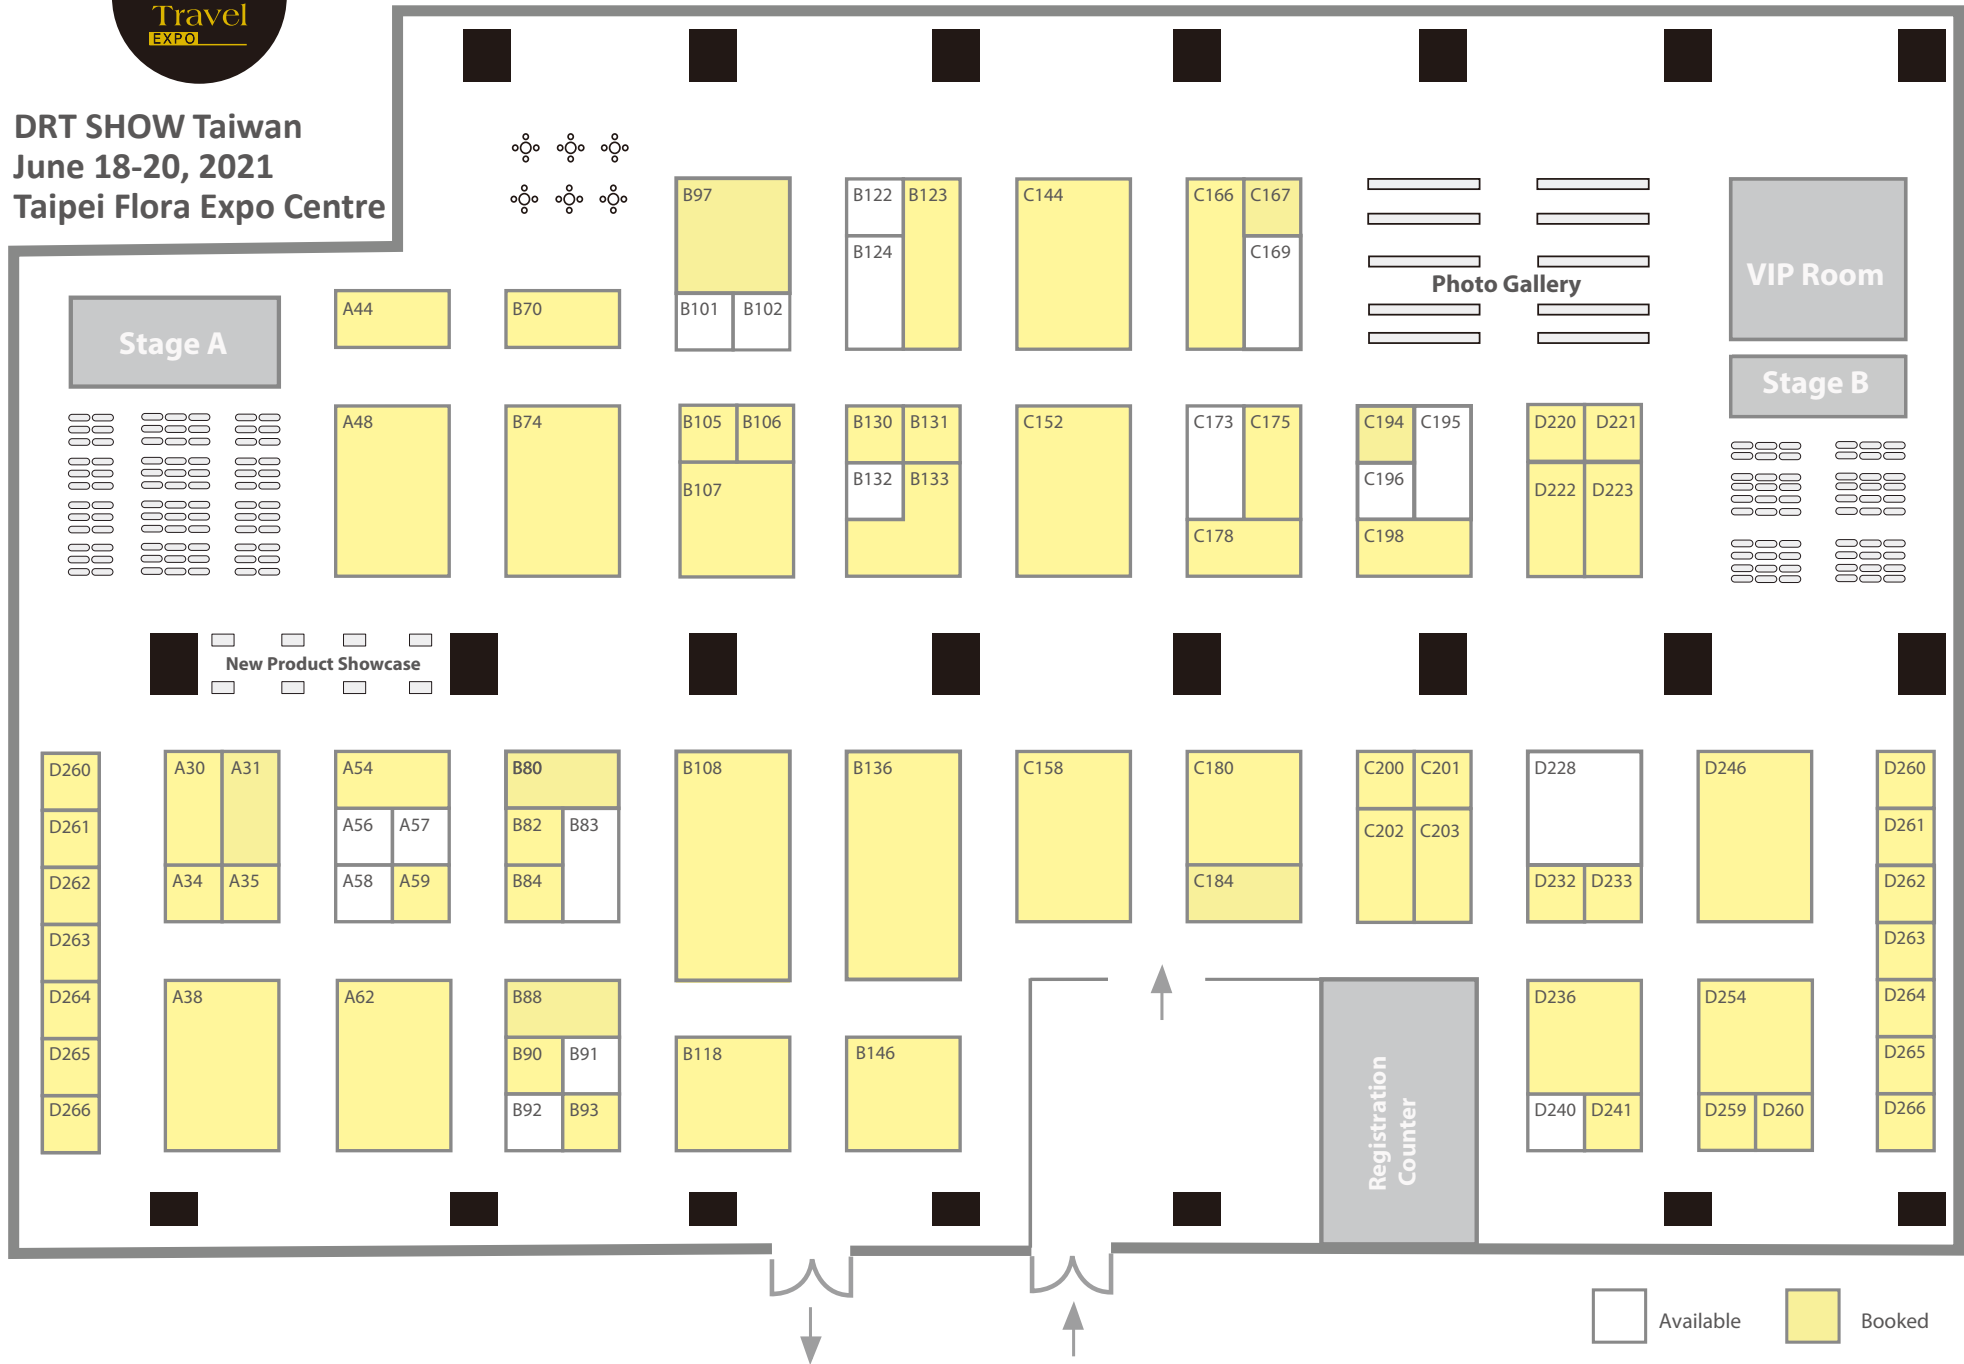 Travel
EXPO
DRT SHOW Taiwan
June 18-20, 2021
Taipei Flora Expo Centre
B97
B122 B123
C144
C166 C167
B124
C169
VIP Room
Photo Gallery
A44
B70
B101 B102
Stage A
Stage B
A48
B74
B105 B106
B130 B131
C152
C173 C175
C194 C195
D220 D221
B107
B132 B133
C196
D222 D223
C178
C198
New Product Showcase
D260
A30 A31
A54
B80
B108
B136
C158
C180
C200 C201
D228
D246
D260
D261
A56 A57
B82 B83
C202 C203
D261
D262
A34 A35
A58 A59
B84
C184
D232 D233
D262
D263
D263
D264
A38
A62
B88
D236
D254
D264
D265
B90 B91
B118
B146
D265
D266
B92 B93
D240 D241
D259 D260
D266
Registration
Counter
Available
Booked